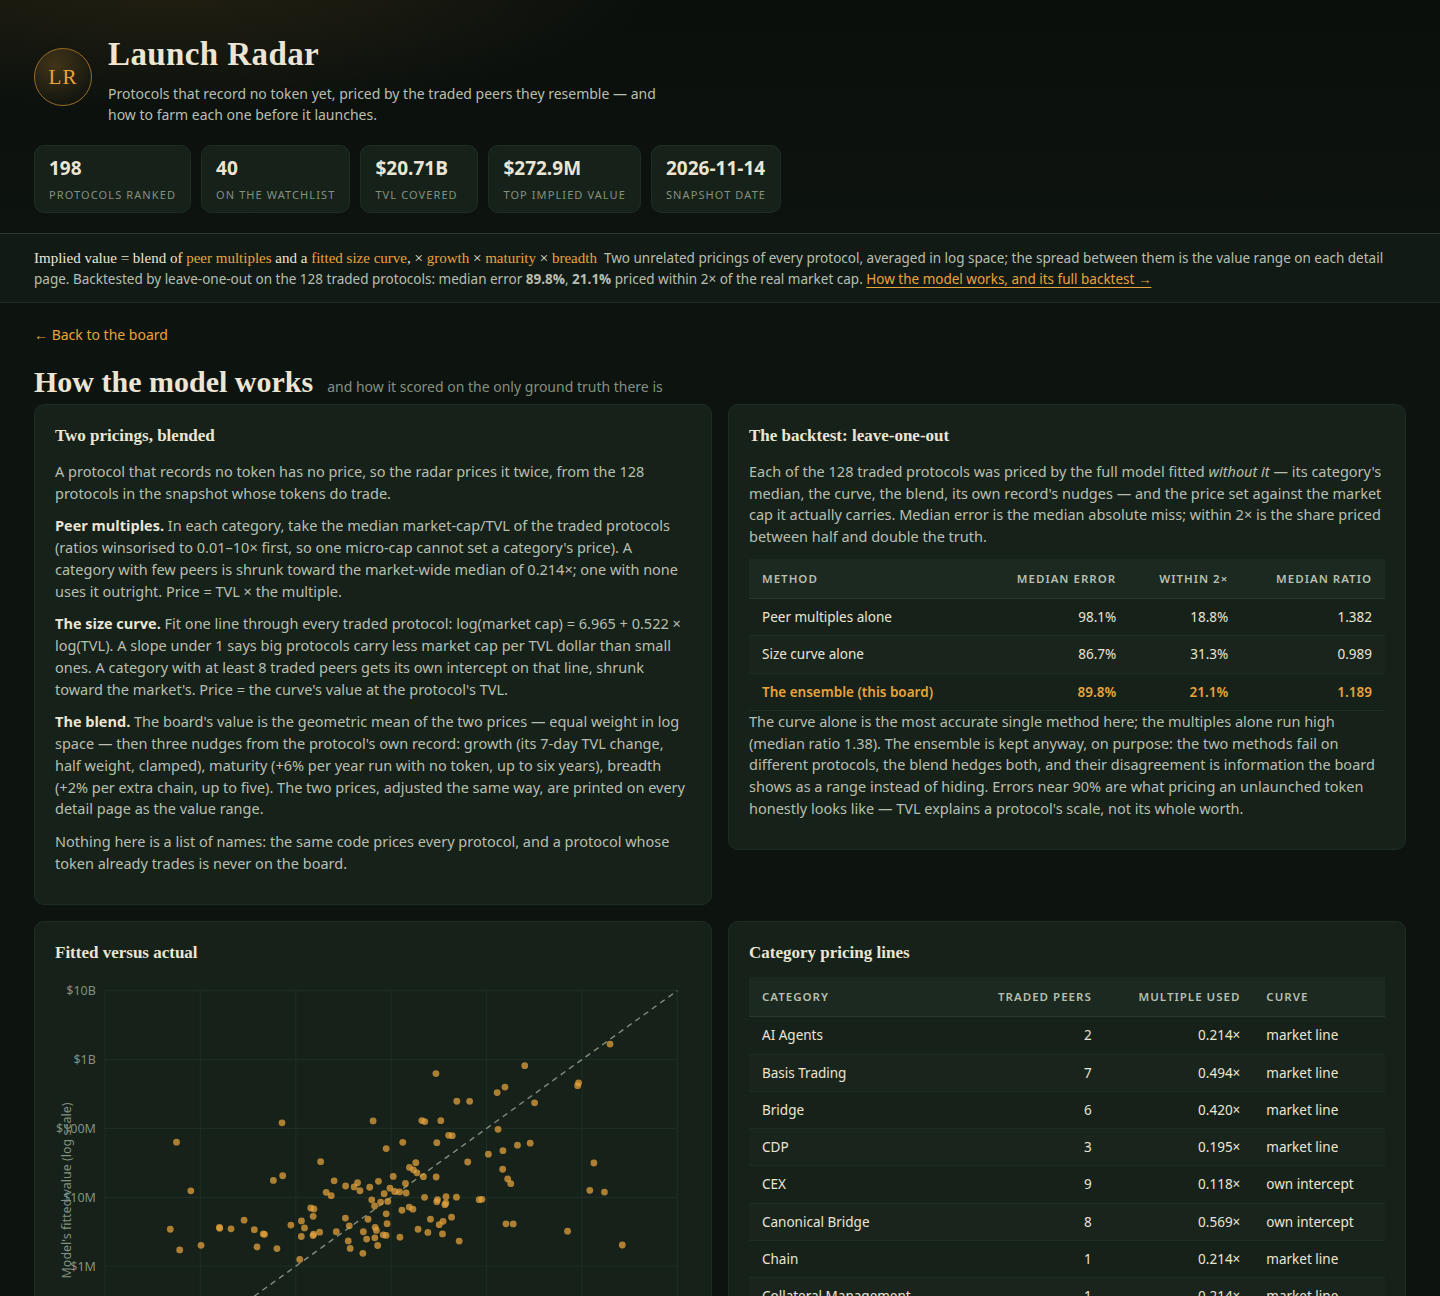 LR
Launch Radar
Protocols that record no token yet, priced by the traded peers they resemble — and
how to farm each one before it launches.
198
PROTOCOLS RANKED
40
ON THE WATCHLIST
$20.71B
TVL COVERED
$272.9M
TOP IMPLIED VALUE
2026-11-14
SNAPSHOT DATE
Implied value = blend of peer multiples and a fitted size curve, × growth × maturity × breadth Two unrelated pricings of every protocol, averaged in log space; the spread between them is the value range on each detail
page. Backtested by leave-one-out on the 128 traded protocols: median error 89.8%, 21.1% priced within 2× of the real market cap. How the model works, and its full backtest →
← Back to the board
How the model works and how it scored on the only ground truth there is
Two pricings, blended
A protocol that records no token has no price, so the radar prices it twice, from the 128
protocols in the snapshot whose tokens do trade.
Peer multiples. In each category, take the median market-cap/TVL of the traded protocols
(ratios winsorised to 0.01–10× first, so one micro-cap cannot set a category's price). A
category with few peers is shrunk toward the market-wide median of 0.214×; one with none
uses it outright. Price = TVL × the multiple.
The size curve. Fit one line through every traded protocol: log(market cap) = 6.965 + 0.522 ×
log(TVL). A slope under 1 says big protocols carry less market cap per TVL dollar than small
ones. A category with at least 8 traded peers gets its own intercept on that line, shrunk
toward the market's. Price = the curve's value at the protocol's TVL.
The blend. The board's value is the geometric mean of the two prices — equal weight in log
space — then three nudges from the protocol's own record: growth (its 7-day TVL change,
half weight, clamped), maturity (+6% per year run with no token, up to six years), breadth
(+2% per extra chain, up to five). The two prices, adjusted the same way, are printed on every
detail page as the value range.
Nothing here is a list of names: the same code prices every protocol, and a protocol whose
token already trades is never on the board.
The backtest: leave-one-out
Each of the 128 traded protocols was priced by the full model fitted without it — its category's
median, the curve, the blend, its own record's nudges — and the price set against the market
cap it actually carries. Median error is the median absolute miss; within 2× is the share priced
between half and double the truth.
METHOD MEDIAN ERROR WITHIN 2× MEDIAN RATIO
Peer multiples alone 98.1% 18.8% 1.382
Size curve alone 86.7% 31.3% 0.989
The ensemble (this board) 89.8% 21.1% 1.189
The curve alone is the most accurate single method here; the multiples alone run high
(median ratio 1.38). The ensemble is kept anyway, on purpose: the two methods fail on
different protocols, the blend hedges both, and their disagreement is information the board
shows as a range instead of hiding. Errors near 90% are what pricing an unlaunched token
honestly looks like — TVL explains a protocol's scale, not its whole worth.
Fitted versus actual
$10B
$1B
$100M
$10M
$1M
Model's fitted value (log scale)
Category pricing lines
CATEGORY TRADED PEERS MULTIPLE USED CURVE
AI Agents 2 0.214× market line
Basis Trading 7 0.494× market line
Bridge 6 0.420× market line
CDP 3 0.195× market line
CEX 9 0.118× own intercept
Canonical Bridge 8 0.569× own intercept
Chain 1 0.214× market line
Collateral Management 1 0.214× market line